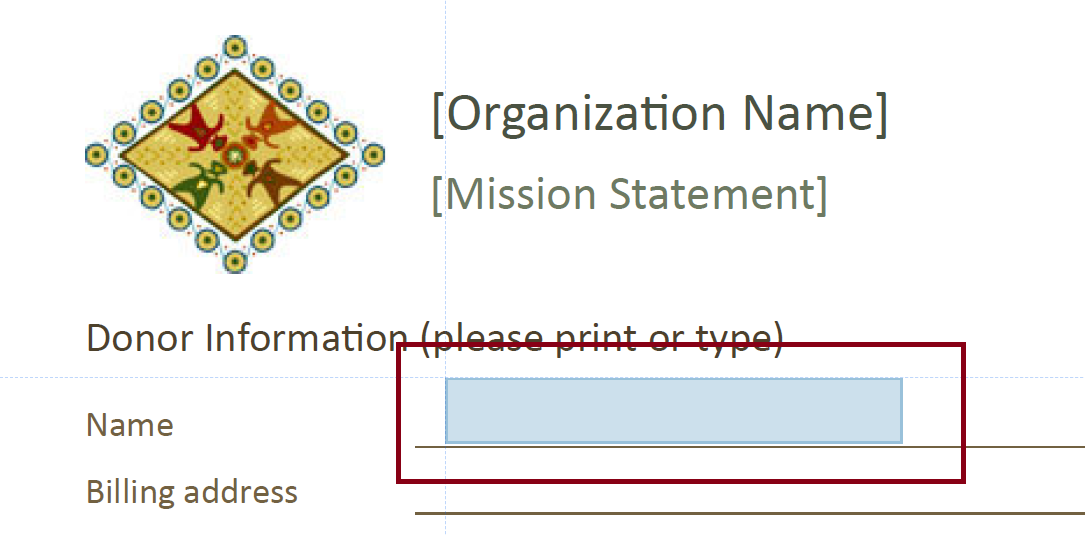 [Organization Name]
[Mission Statement]
Donor Information (please print or type)
Name
Billing address